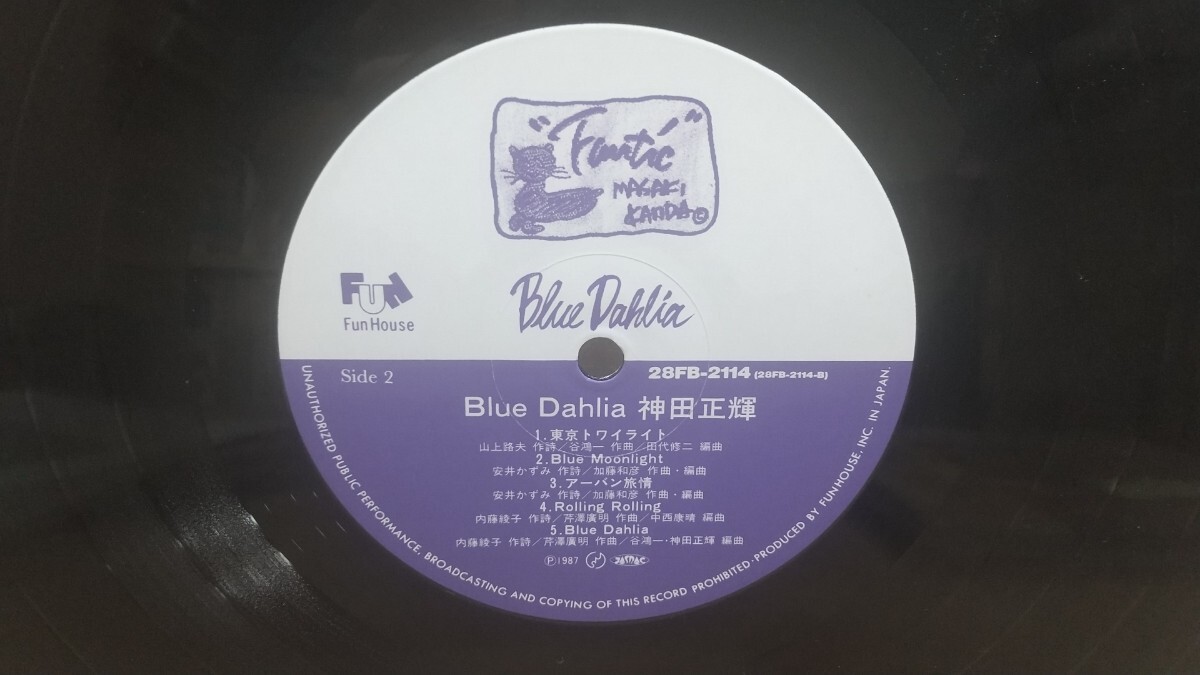 "Fantic"
MASAKI
KANDA©
Blue Dahlia
FUN
Fun House
Side 2
28FB-2114 (28FB-2114-B)
Blue Dahlia 神田正輝
1.東京トワイライト
山上路夫 作詩/谷鴻一 作曲/田代修二 編曲
2.Blue Moonlight
安井かずみ 作詩/加藤和彦 作曲・編曲
3.アーバン旅情
安井かずみ 作詩/加藤和彦 作曲・編曲
4.Rolling Rolling
内藤綾子 作詩/芹澤廣明 作曲/中西康晴 編曲
5.Blue Dahlia
内藤綾子 作詩/芹澤廣明 作曲/谷鴻一・神田正輝 編曲
Ⓟ1987
UNAUTHORIZED PUBLIC PERFORMANCE, BROADCASTING AND COPYING OF THIS RECORD PROHIBITED・PRODUCED BY FUNHOUSE, INC. IN JAPAN.